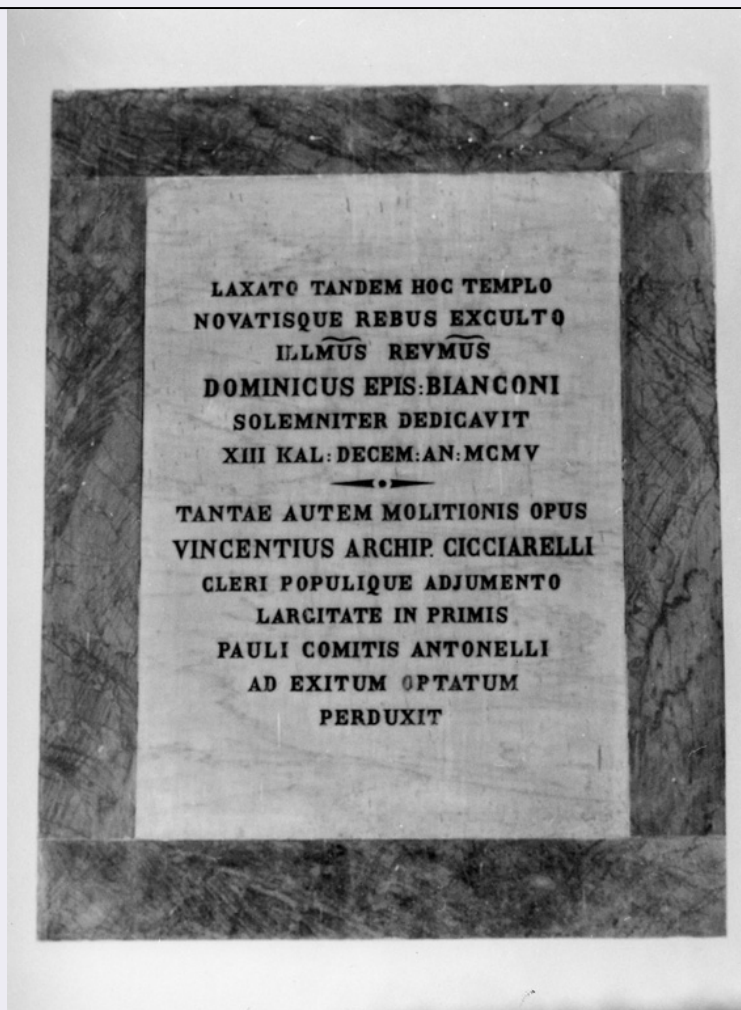 LAXATO TANDEM HOC TEMPLO
NOVATISQUE REBUS EXCULTO
ILLMUS REVMUS
DOMINICUS EPIS: BIANCONI
SOLEMNITER DEDICAVIT
XIII KAL: DECEM: AN: MCMV
TANTAE AUTEM MOLITIONIS OPUS
VINCENTIUS ARCHIP. CICCIARELLI
CLERI POPULIQUE ADJUMENTO
LARGITATE IN PRIMIS
PAULI COMITIS ANTONELLI
AD EXITUM OPTATUM
PERDUXIT